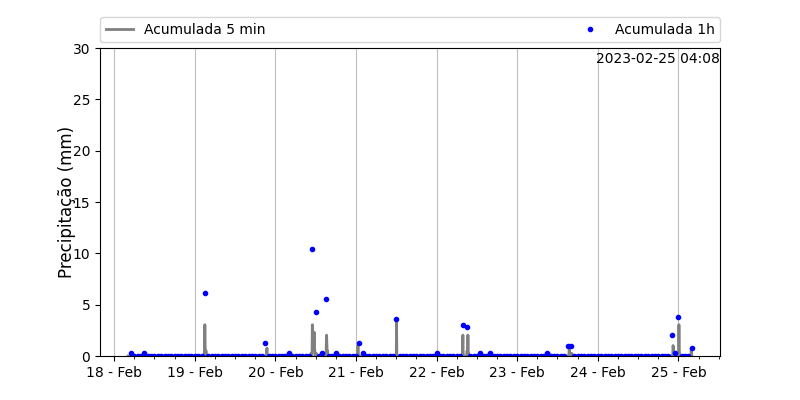 Acumulada 5 min
Acumulada 1h
2023-02-25 04:08
Precipitação (mm)
30
25
20
15
10
5
0
18 - Feb
19 - Feb
20 - Feb
21 - Feb
22 - Feb
23 - Feb
24 - Feb
25 - Feb